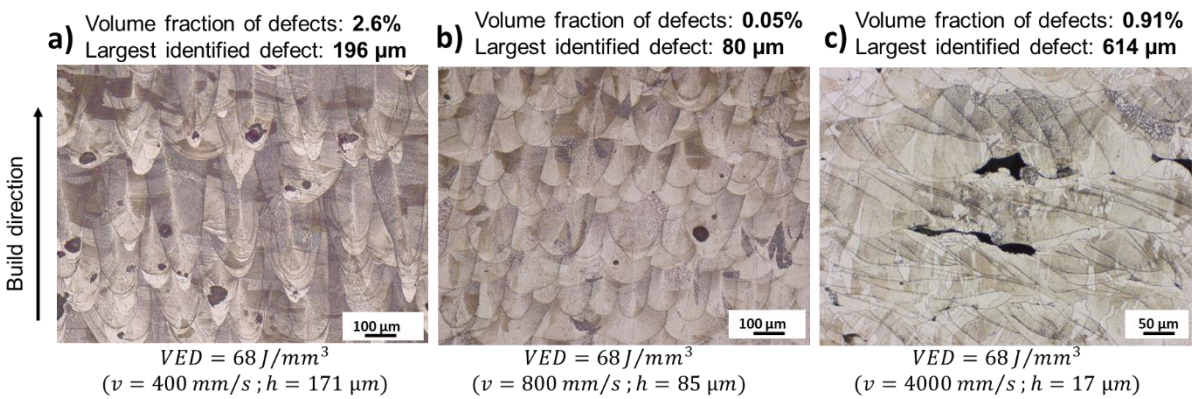 a)
Volume fraction of defects: 2.6%
Largest identified defect: 196 µm
b)
Volume fraction of defects: 0.05%
Largest identified defect: 80 µm
c)
Volume fraction of defects: 0.91%
Largest identified defect: 614 µm
Build direction
100 µm
100 µm
50 µm
VED = 68 J/mm³
(v = 400 mm/s ; h = 171 µm)
VED = 68 J/mm³
(v = 800 mm/s ; h = 85 µm)
VED = 68 J/mm³
(v = 4000 mm/s ; h = 17 µm)